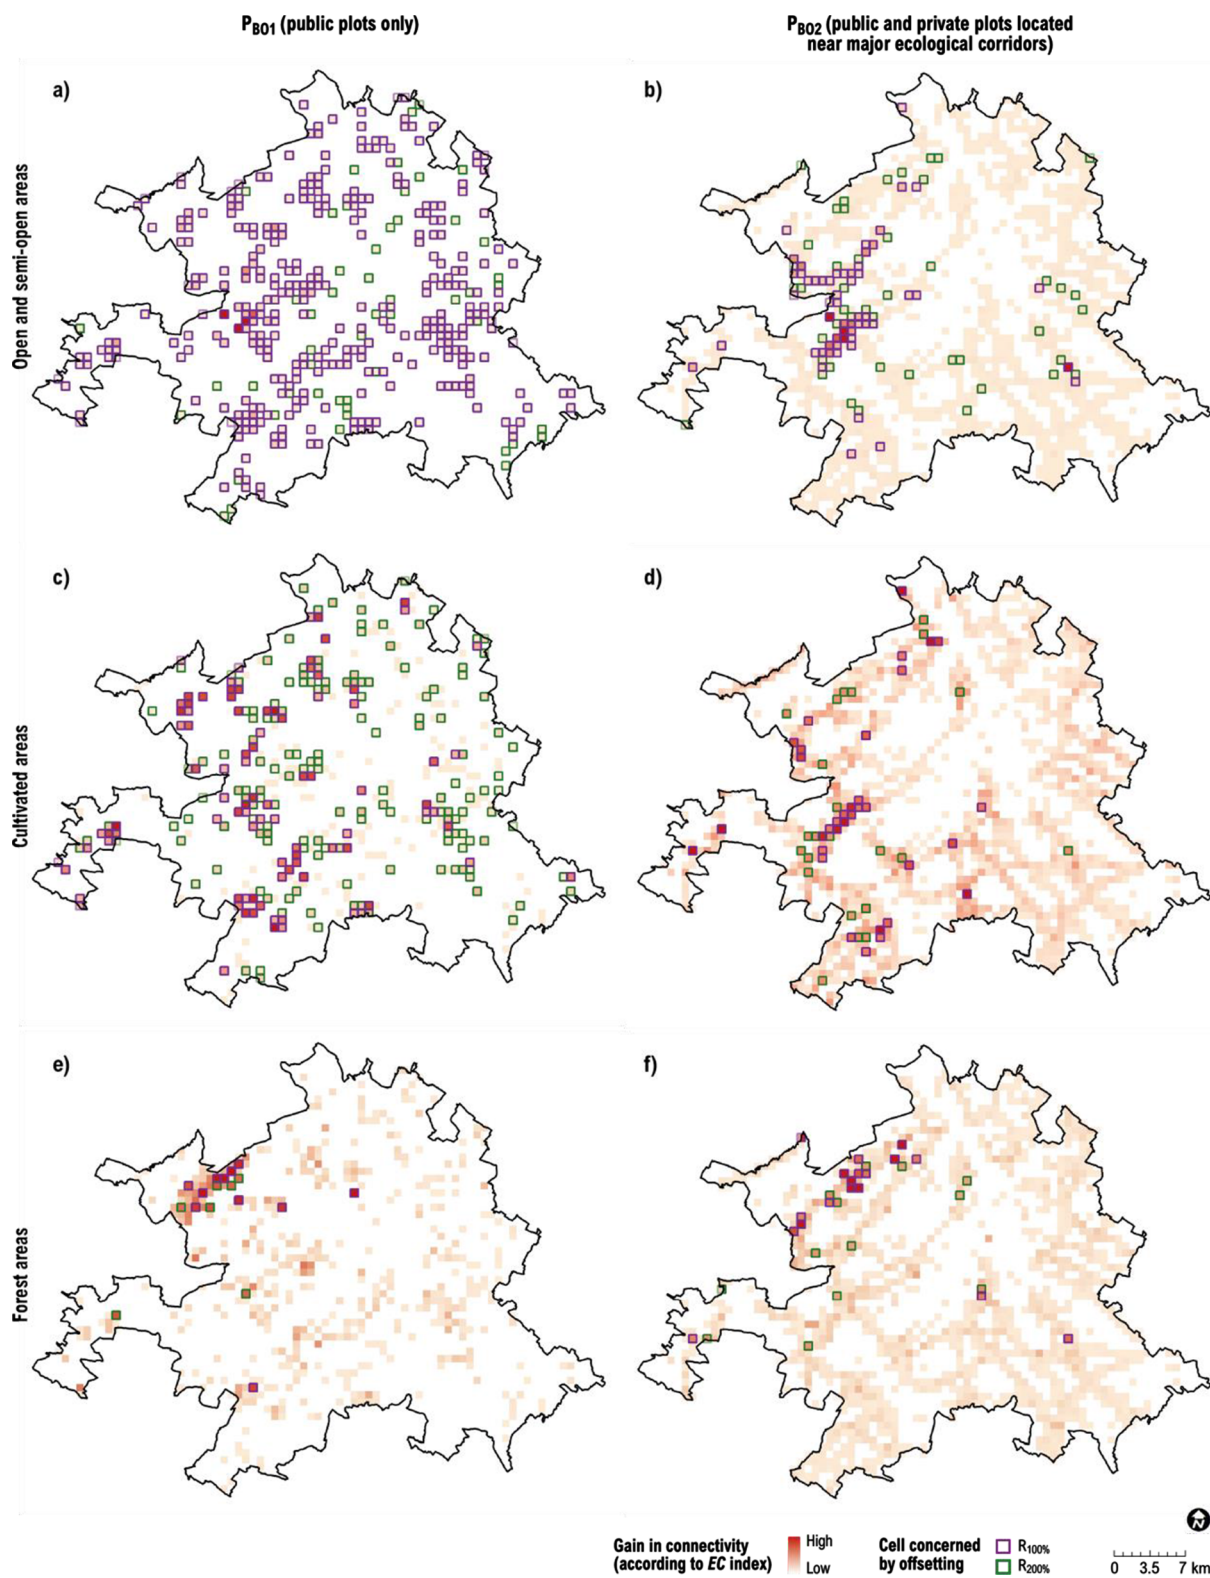 P_BO1 (public plots only)
P_BO2 (public and private plots located
near major ecological corridors)
a)
b)
Open and semi-open areas
c)
d)
Cultivated areas
e)
f)
Forest areas
N
Gain in connectivity
(according to EC index)
High
Low
Cell concerned
by offsetting
R100%
R200%
0 3.5 7 km